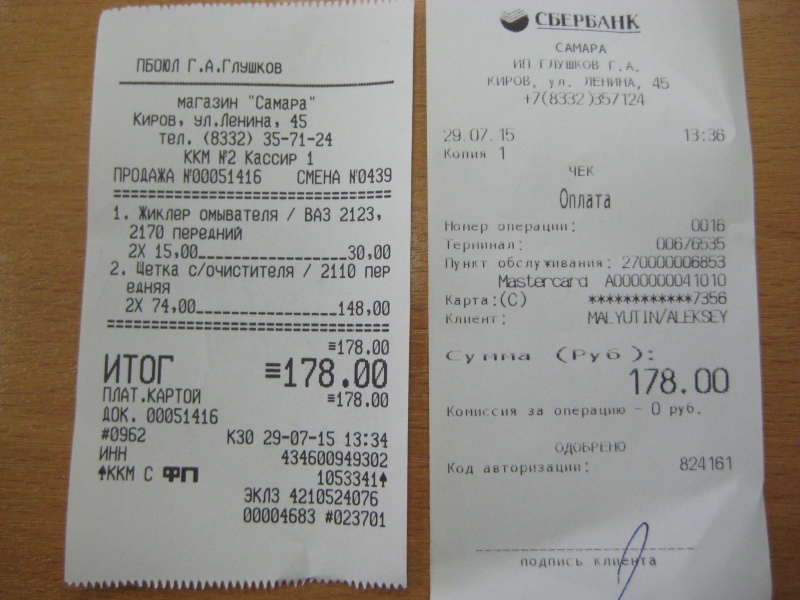 ПБОЮЛ Г.А.Глушков
магазин "Самара"
Киров, ул.Ленина, 45
тел. (8332) 35-71-24
ККМ №2 Кассир 1
ПРОДАЖА №00051416 СМЕНА №0439
1. Жиклер омывателя / ВАЗ 2123,
2170 передний
2X 15,00 30,00
2. Щетка с/очистителя / 2110 пер
едняя
2X 74,00 148,00
≡178.00
ИТОГ ≡178.00
ПЛАТ.КАРТОЙ ≡178.00
ДОК. 00051416
#0962 К30 29-07-15 13:34
ИНН 434600949302
ККМ С ФП 1053341
ЭКЛЗ 4210524076
00004683 #023701
СБЕРБАНК
САМАРА
ИП ГЛУШКОВ Г.А.
КИРОВ, ул. ЛЕНИНА, 45
+7(8332)357124
29.07.15 13:36
Копия 1
ЧЕК
Оплата
Номер операции: 0016
Терминал: 00676535
Пункт обслуживания: 270000006853
Mastercard A0000000041010
Карта:(C) ************7356
Клиент: MALYUTIN/ALEKSEY
Сумма (Руб):
178.00
Комиссия за операцию - 0 руб.
ОДОБРЕНО
Код авторизации: 824161
подпись клиента